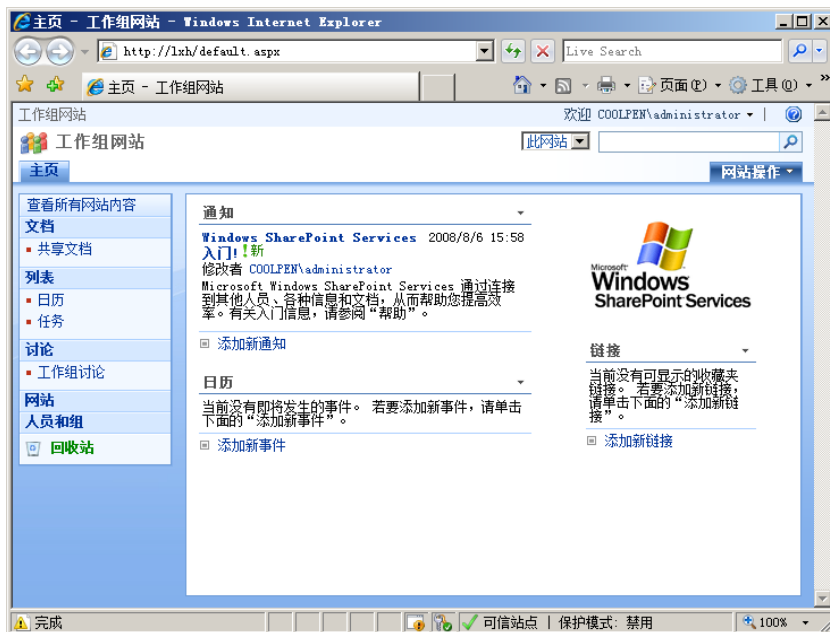 主页 - 工作组网站 - Windows Internet Explorer
http://lxh/default.aspx
Live Search
主页 - 工作组网站
页面(P)
工具(O)
工作组网站
欢迎 COOLPEN\administrator
工作组网站
此网站
主页
网站操作
查看所有网站内容
文档
共享文档
列表
日历
任务
讨论
工作组讨论
网站
人员和组
回收站
通知
Windows SharePoint Services 2008/8/6 15:58
入门!!新
修改者 COOLPEN\administrator
Microsoft Windows SharePoint Services 通过连接
到其他人员、各种信息和文档，从而帮助您提高效
率。有关入门信息，请参阅“帮助”。
添加新通知
日历
当前没有即将发生的事件。 若要添加新事件，请单击
下面的“添加新事件”。
添加新事件
Microsoft
Windows
SharePoint Services
链接
当前没有可显示的收藏夹
链接。 若要添加新链接，
请单击下面的“添加新链
接”。
添加新链接
完成
可信站点 | 保护模式: 禁用
100%